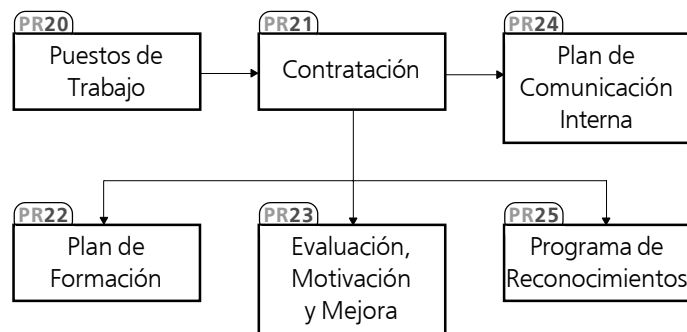 PR20
Puestos de
Trabajo
PR21
Contratación
PR24
Plan de
Comunicación
Interna
PR22
Plan de
Formación
PR23
Evaluación,
Motivación
y Mejora
PR25
Programa de
Reconocimientos